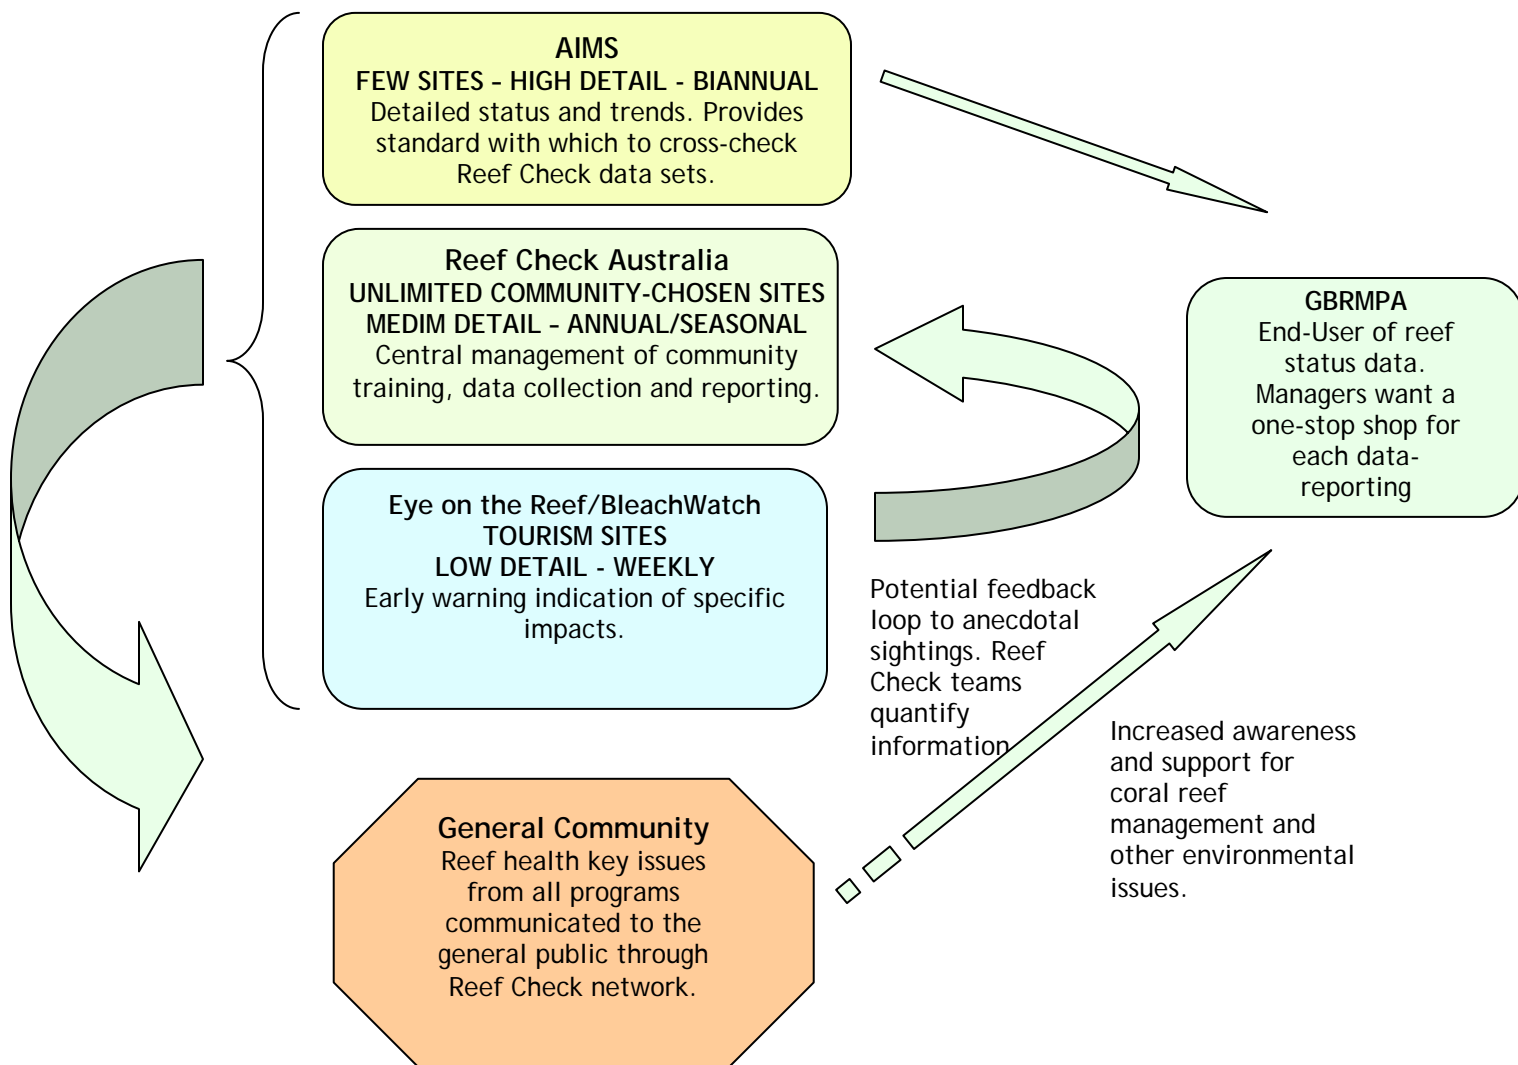 AIMS
FEW SITES – HIGH DETAIL - BIANNUAL
Detailed status and trends. Provides
standard with which to cross-check
Reef Check data sets.
Reef Check Australia
UNLIMITED COMMUNITY-CHOSEN SITES
MEDIM DETAIL – ANNUAL/SEASONAL
Central management of community
training, data collection and reporting.
Eye on the Reef/BleachWatch
TOURISM SITES
LOW DETAIL - WEEKLY
Early warning indication of specific
impacts.
GBRMPA
End-User of reef
status data.
Managers want a
one-stop shop for
each data-
reporting
Potential feedback
loop to anecdotal
sightings. Reef
Check teams
quantify
information
Increased awareness
and support for
coral reef
management and
other environmental
issues.
General Community
Reef health key issues
from all programs
communicated to the
general public through
Reef Check network.